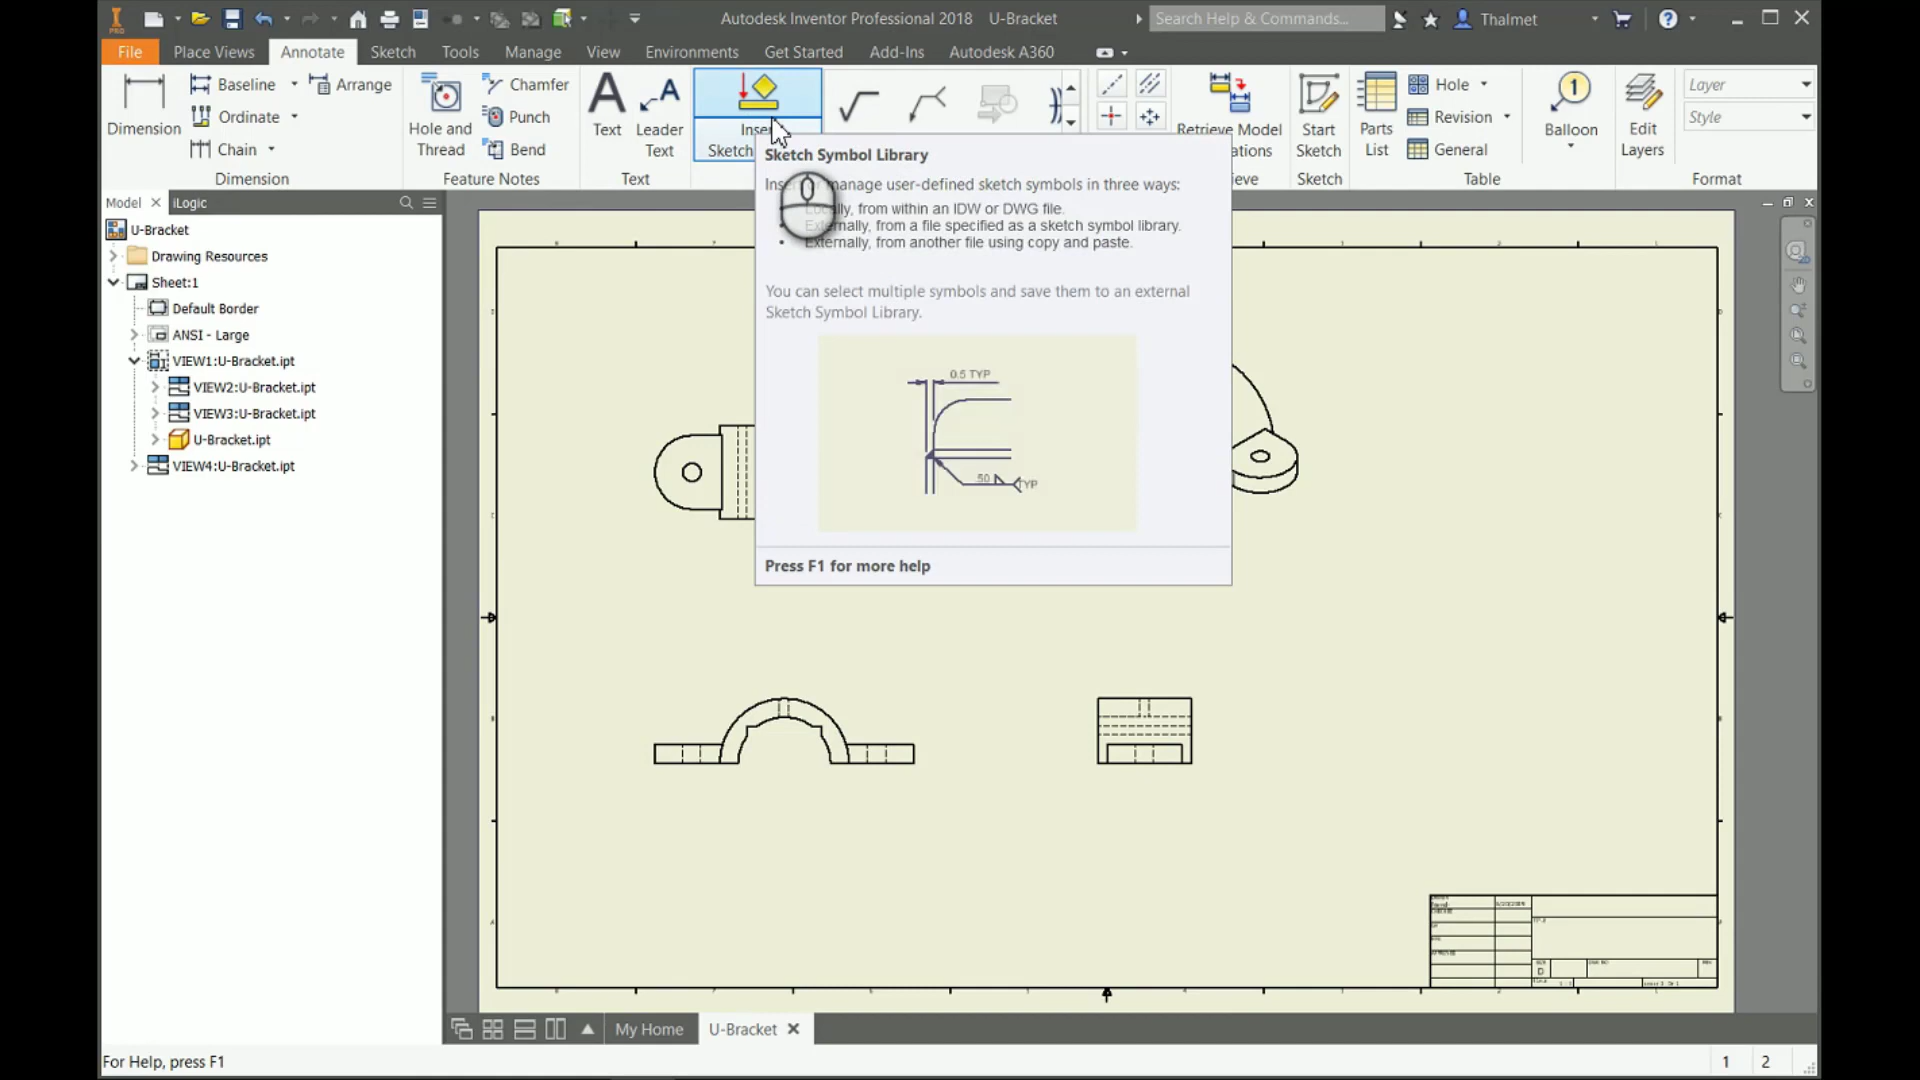 Autodesk Inventor Professional 2018 U-Bracket
Search Help & Commands...
Thalmet
PRO
File Place Views Annotate Sketch Tools Manage View Environments Get Started Add-Ins Autodesk A360
Dimension
Baseline
Arrange
Ordinate
Chain
Dimension
Hole and Thread
Chamfer
Punch
Bend
Feature Notes
Text
Leader Text
Text
Retrieve Model
Start Sketch
Sketch
Parts List
Hole
Revision
General
Table
Balloon
Edit Layers
Layer
Style
Format
Sketch Symbol Library
manage user-defined sketch symbols in three ways:
from within an IDW or DWG file.
from a file specified as a sketch symbol library.
Externally, from another file using copy and paste.
You can select multiple symbols and save them to an external
Sketch Symbol Library.
0.5 TYP
.50 TYP
Press F1 for more help
Model iLogic
U-Bracket
Drawing Resources
Sheet:1
Default Border
ANSI - Large
VIEW1:U-Bracket.ipt
VIEW2:U-Bracket.ipt
VIEW3:U-Bracket.ipt
U-Bracket.ipt
VIEW4:U-Bracket.ipt
My Home U-Bracket
For Help, press F1
1 2